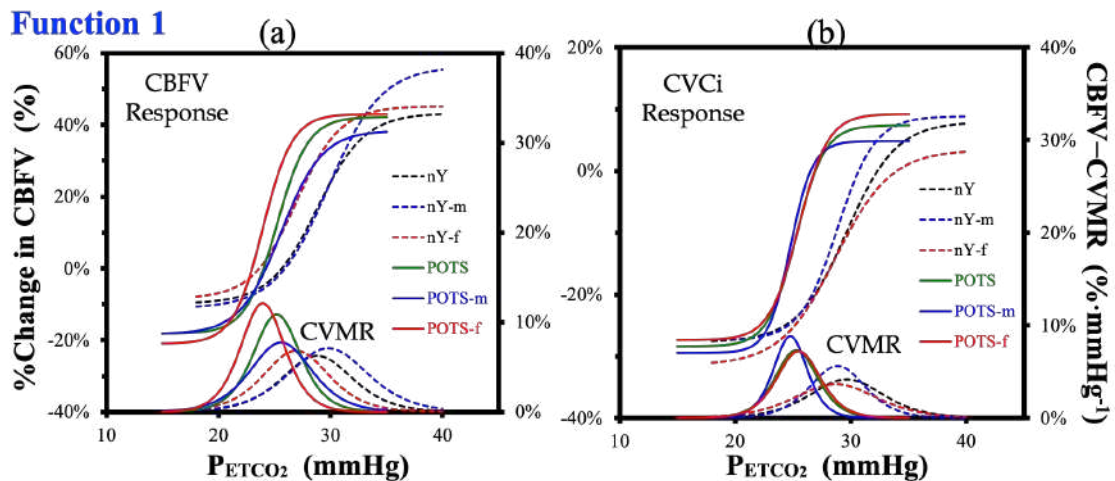 Function 1
(a)
(b)
%Change in CBFV (%)
60%
40%
20%
0%
-20%
-40%
CBFV
Response
nY
nY-m
nY-f
POTS
POTS-m
POTS-f
CVMR
40%
30%
20%
10%
0%
10
20
30
40
PETCO2 (mmHg)
20%
0%
-20%
-40%
CVCi
Response
nY
nY-m
nY-f
POTS
POTS-m
POTS-f
CVMR
40%
30%
20%
10%
0%
CBFV–CVMR (%·mmHg⁻¹)
10
20
30
40
PETCO2 (mmHg)